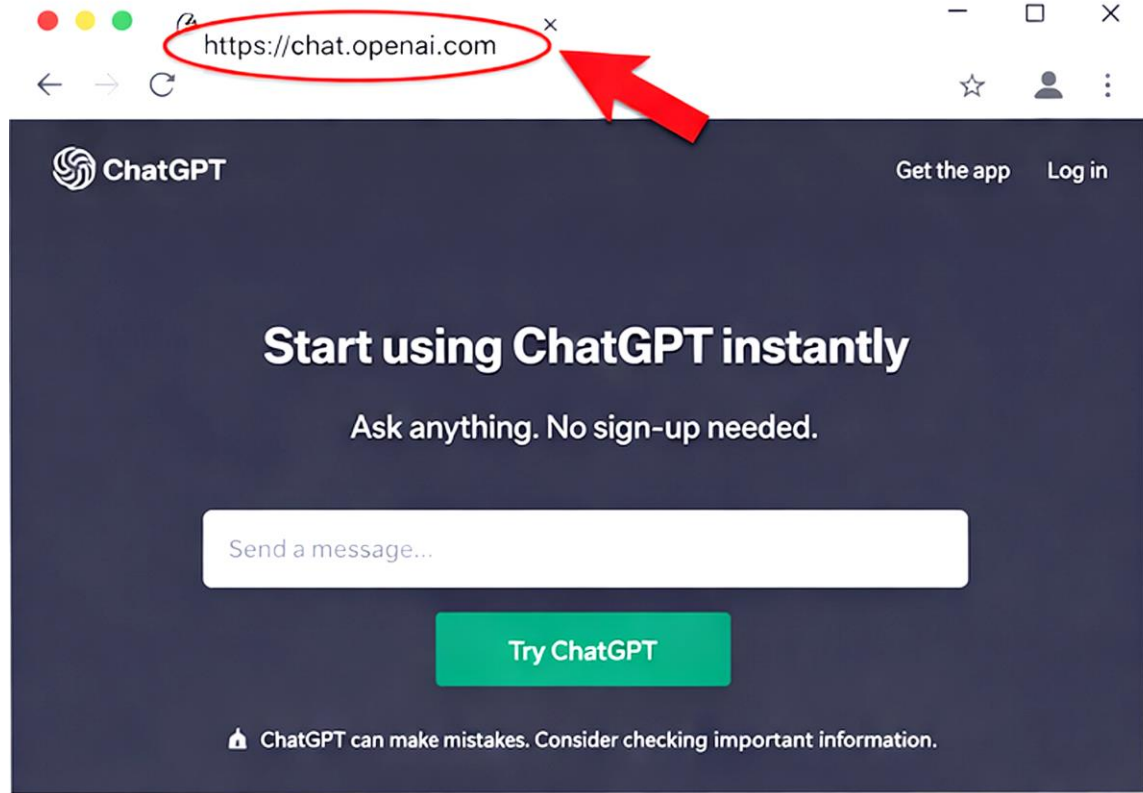 https://chat.openai.com
ChatGPT
Get the app
Log in
Start using ChatGPT instantly
Ask anything. No sign-up needed.
Send a message...
Try ChatGPT
ChatGPT can make mistakes. Consider checking important information.